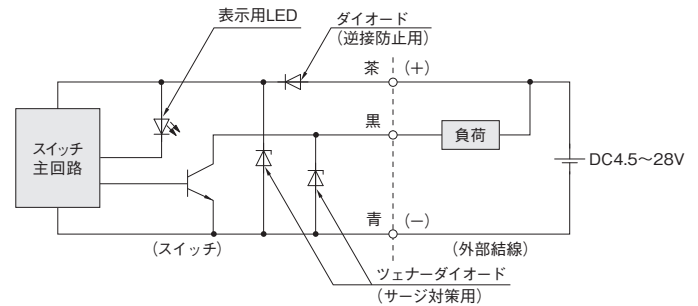 表示用LED
ダイオード
(逆接防止用)
茶 (+)
黒
負荷
スイッチ
主回路
DC4.5～28V
青 (−)
(スイッチ)
(外部結線)
ツェナーダイオード
(サージ対策用)